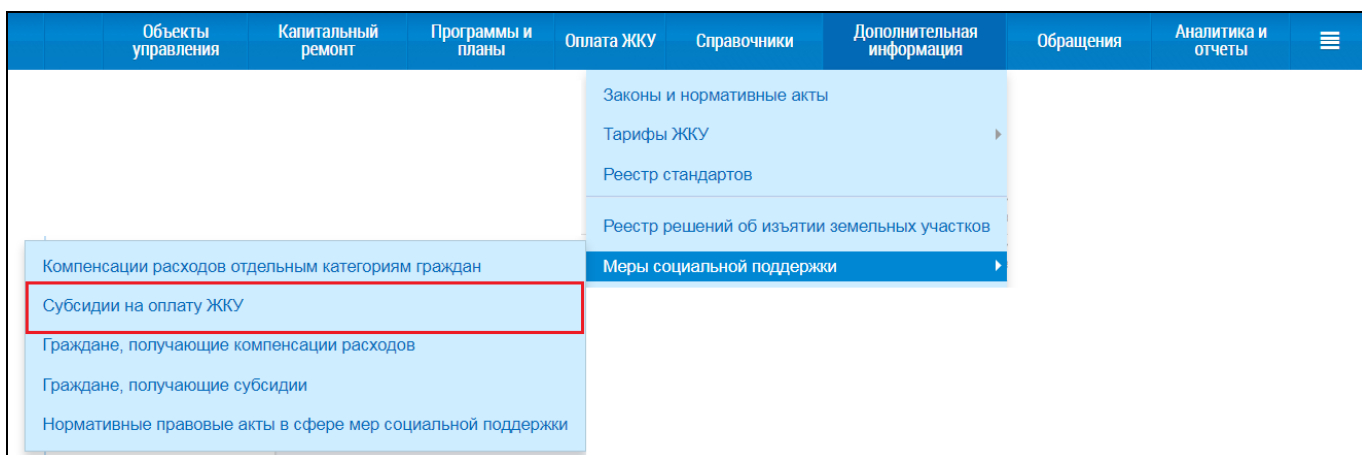 Объекты
управления
Капитальный
ремонт
Программы и
планы
Оплата ЖКУ
Справочники
Дополнительная
информация
Обращения
Аналитика и
отчеты
Законы и нормативные акты
Тарифы ЖКУ
Реестр стандартов
Реестр решений об изъятии земельных участков
Меры социальной поддержки
Компенсации расходов отдельным категориям граждан
Субсидии на оплату ЖКУ
Граждане, получающие компенсации расходов
Граждане, получающие субсидии
Нормативные правовые акты в сфере мер социальной поддержки